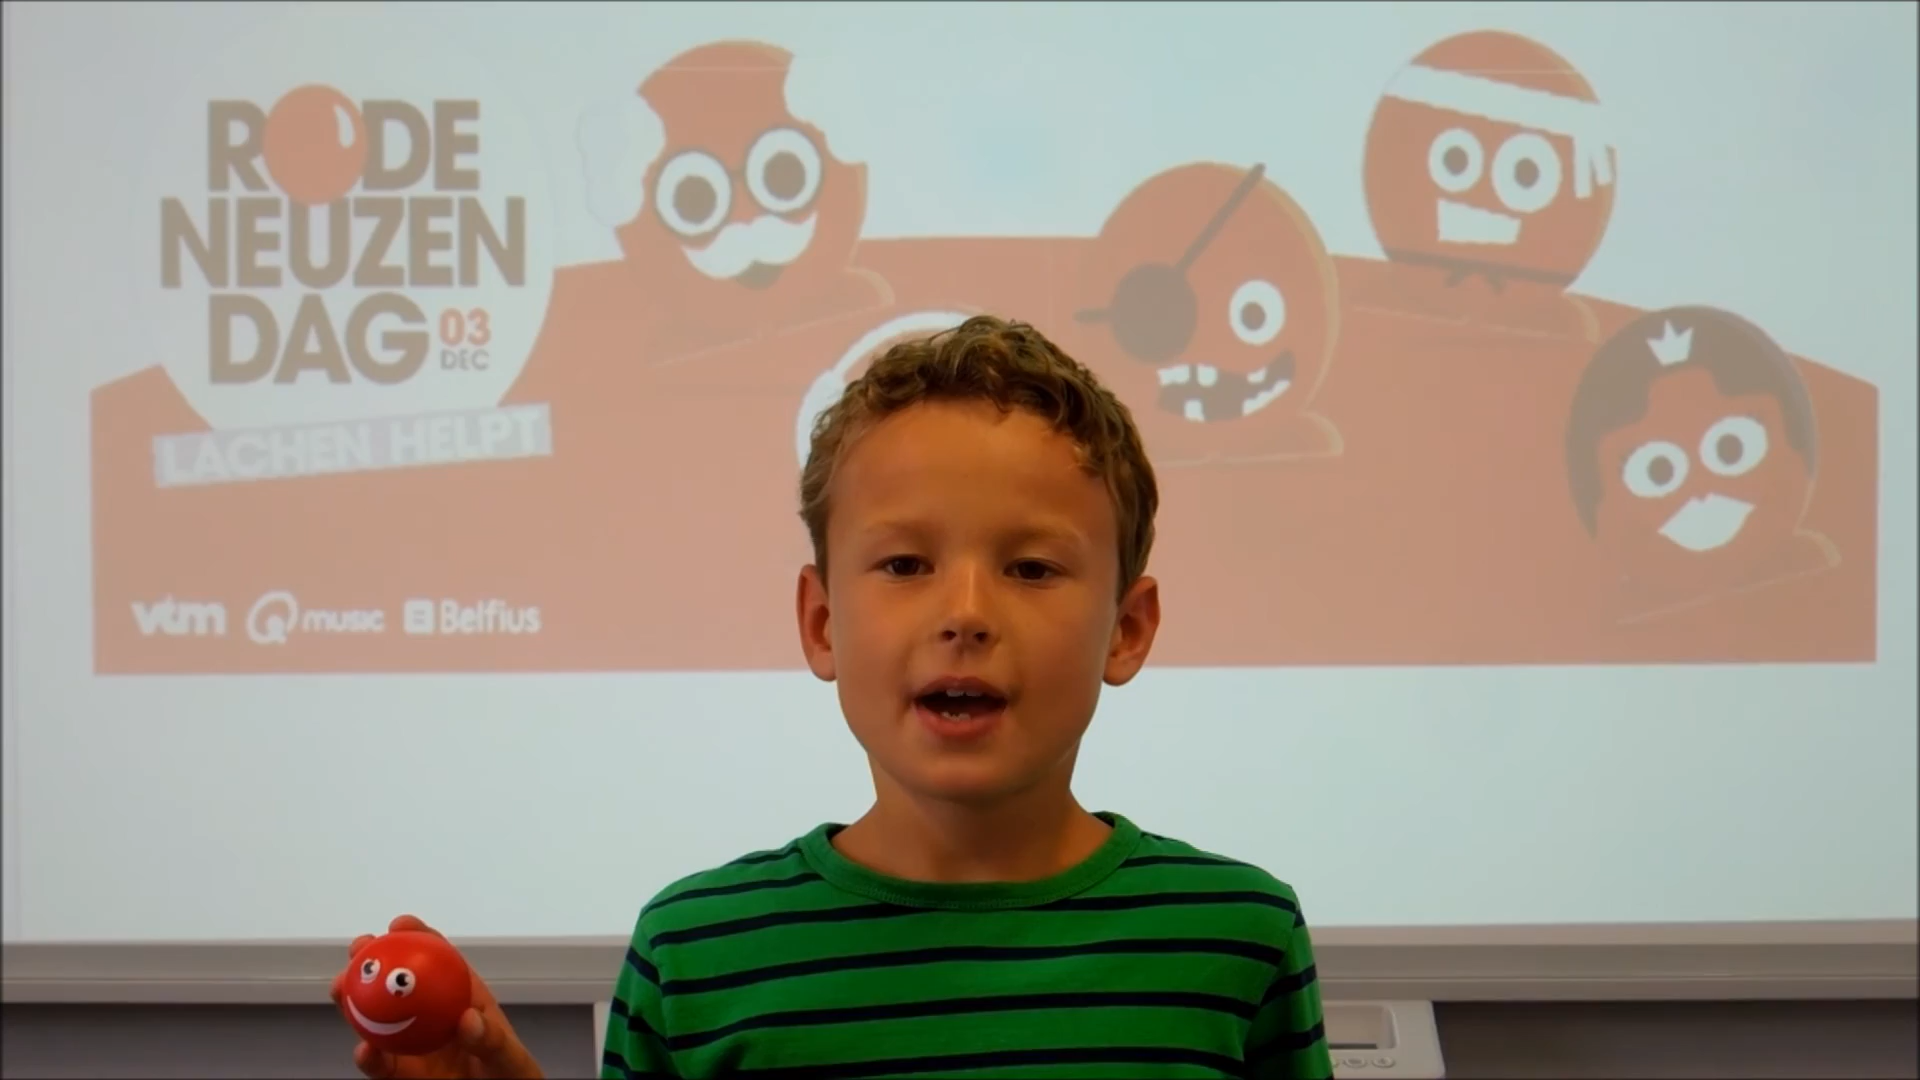 RODE
NEUZEN
DAG 03
DEC
LACHEN HELPT
vtm Q music Belfius